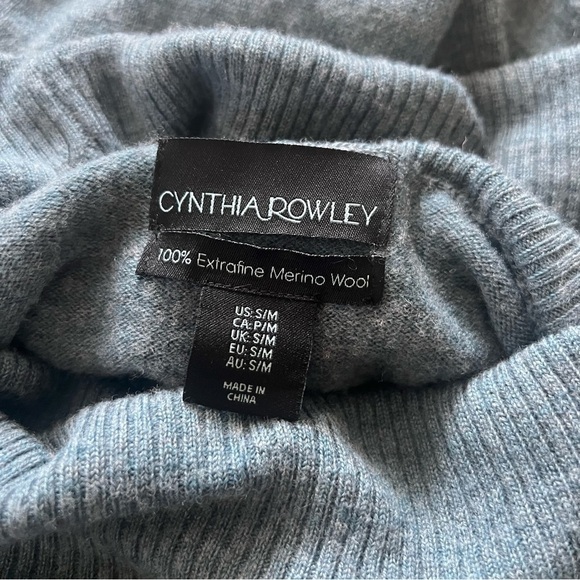 CYNTHIA ROWLEY
100% Extrafine Merino Wool
US: S/M
CA: P/M
UK: S/M
EU: S/M
AU: S/M
MADE IN
CHINA